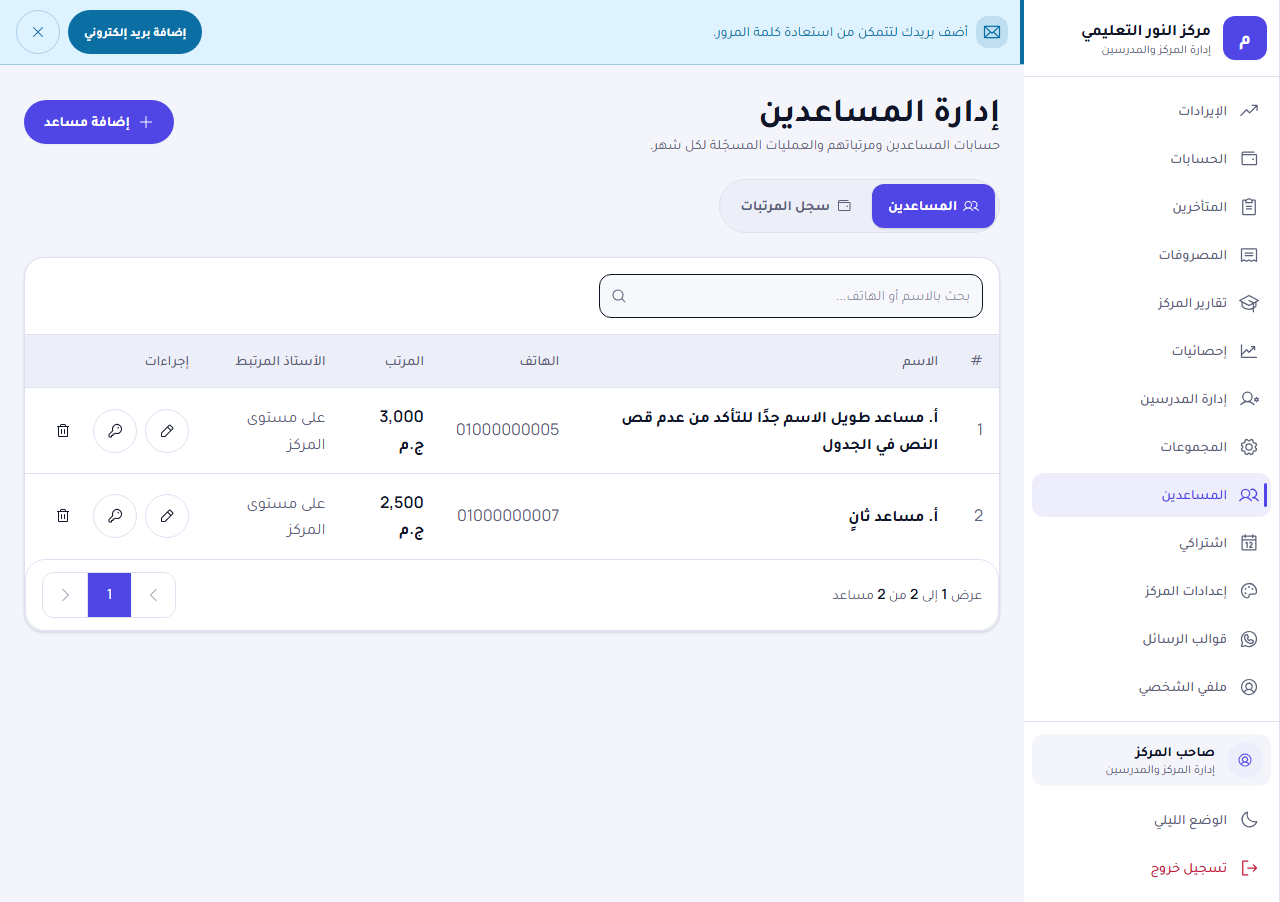 م
مركز النور التعليمي
إدارة المركز والمدرسين
الإيرادات
الحسابات
المتأخرين
المصروفات
تقارير المركز
إحصائيات
إدارة المدرسين
المجموعات
المساعدين
اشتراكي
12
إعدادات المركز
قوالب الرسائل
ملفي الشخصي
صاحب المركز
إدارة المركز والمدرسين
الوضع الليلي
تسجيل خروج
أضف بريدك لتتمكن من استعادة كلمة المرور.
إضافة بريد إلكتروني
إدارة المساعدين
حسابات المساعدين ومرتباتهم والعمليات المسجّلة لكل شهر.
إضافة مساعد
المساعدين
سجل المرتبات
بحث بالاسم أو الهاتف...
# الاسم الهاتف المرتب الأستاذ المرتبط إجراءات
1 أ. مساعد طويل الاسم جدًا للتأكد من عدم قص النص في الجدول 01000000005 3,000 ج.م على مستوى المركز
2 أ. مساعد ثانٍ 01000000007 2,500 ج.م على مستوى المركز
عرض 1 إلى 2 من 2 مساعد
1